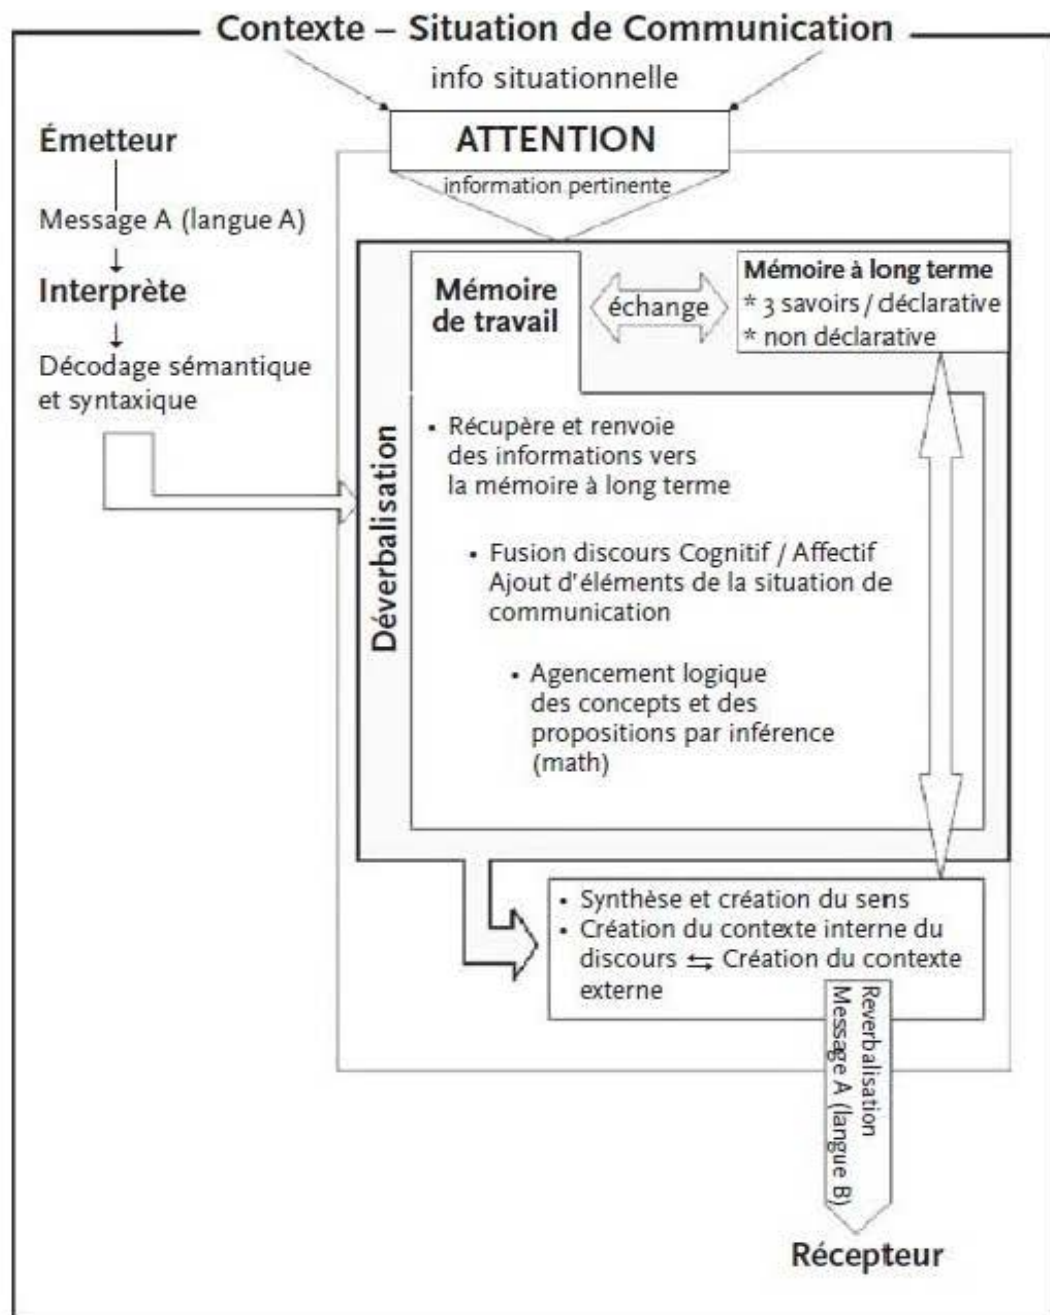 Contexte – Situation de Communication
info situationnelle
ATTENTION
information pertinente
Émetteur
Message A (langue A)
Interprète
Décodage sémantique
et syntaxique
Déverbalisation
Mémoire
de travail
échange
Mémoire à long terme
* 3 savoirs / déclarative
* non déclarative
• Récupère et renvoie
des informations vers
la mémoire à long terme
• Fusion discours Cognitif / Affectif
Ajout d'éléments de la situation de
communication
• Agencement logique
des concepts et des
propositions par inférence
(math)
• Synthèse et création du sens
• Création du contexte interne du
discours ⇆ Création du contexte
externe
Reverbalisation
Message A (langue B)
Récepteur